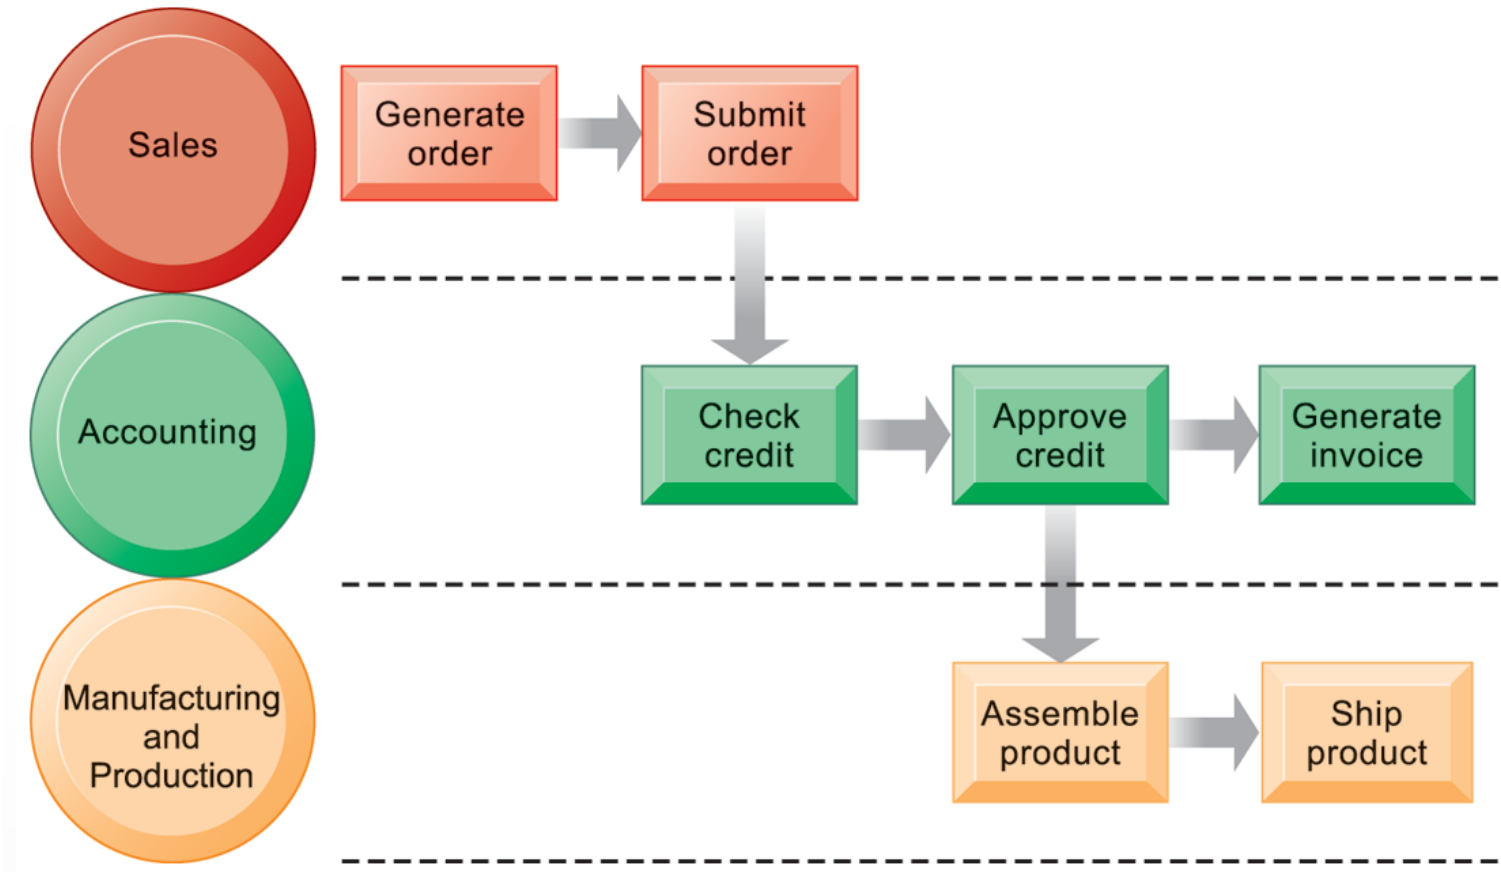 Sales
Generate
order
Submit
order
Accounting
Check
credit
Approve
credit
Generate
invoice
Manufacturing
and
Production
Assemble
product
Ship
product